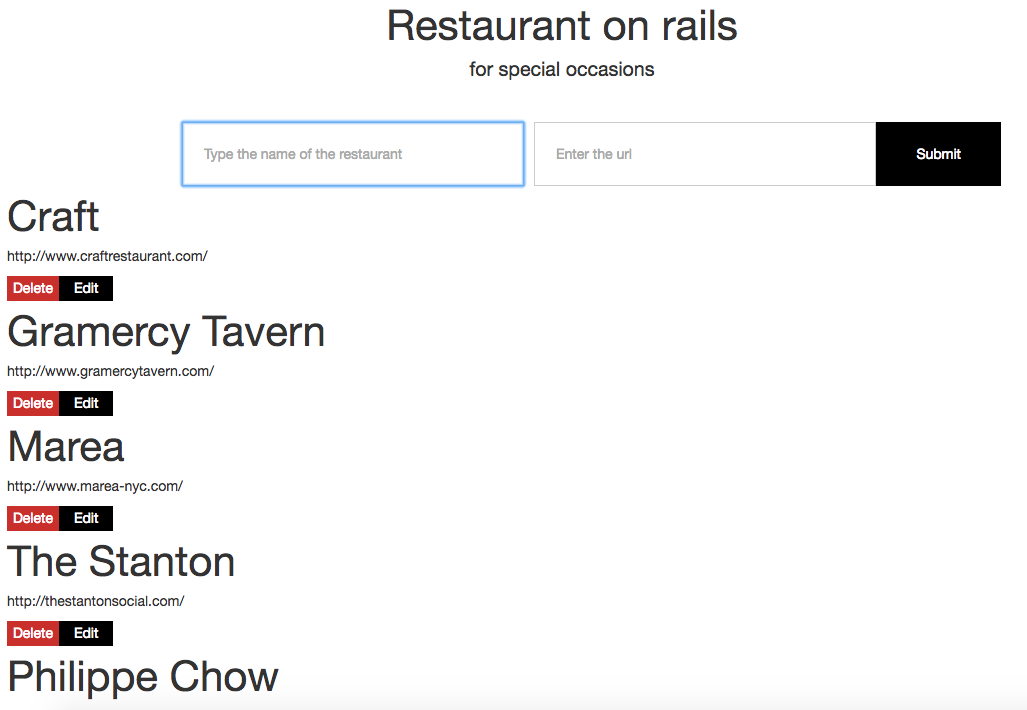 Restaurant on rails
for special occasions
Type the name of the restaurant
Enter the url
Submit
Craft
http://www.craftrestaurant.com/
Delete Edit
Gramercy Tavern
http://www.gramercytavern.com/
Delete Edit
Marea
http://www.marea-nyc.com/
Delete Edit
The Stanton
http://thestantonsocial.com/
Delete Edit
Philippe Chow